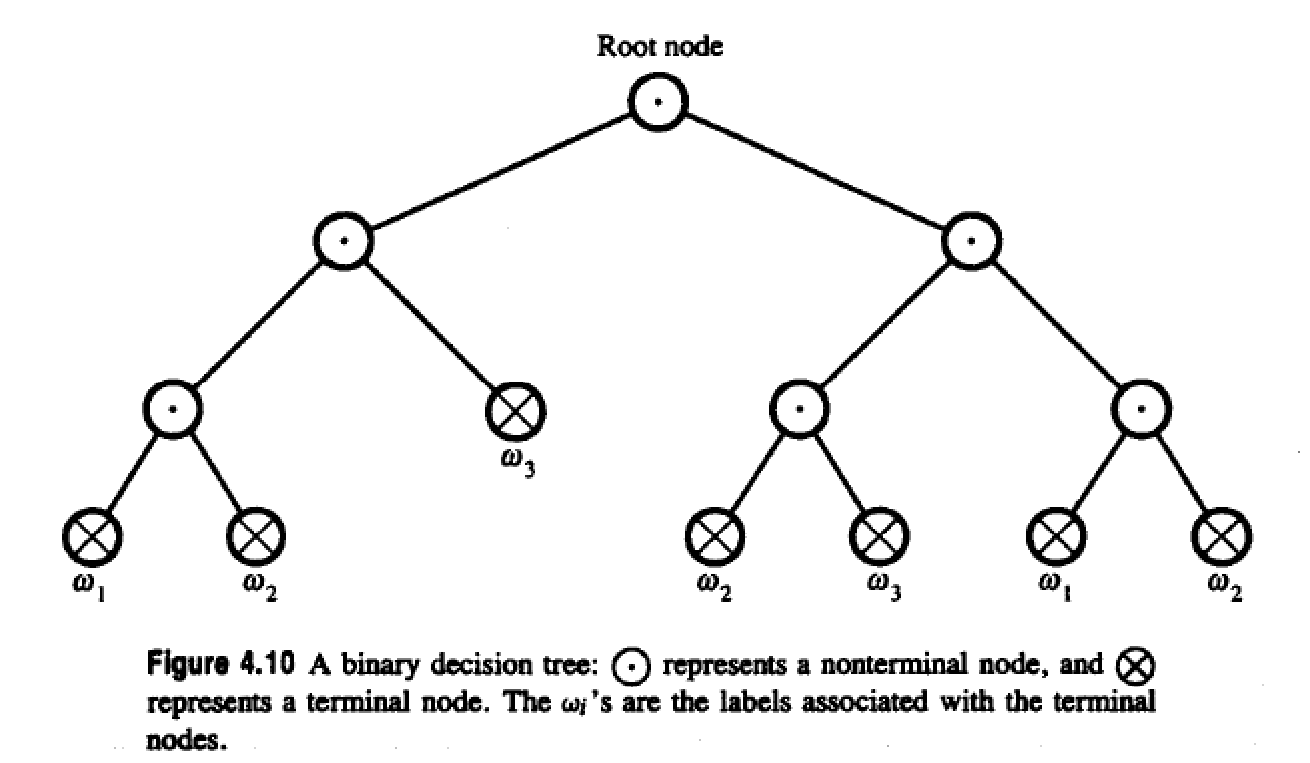 Root node
ω₃
ω₁ ω₂ ω₂ ω₃ ω₁ ω₂
Figure 4.10 A binary decision tree: ⊙ represents a nonterminal node, and ⊗
represents a terminal node. The ωᵢ's are the labels associated with the terminal
nodes.